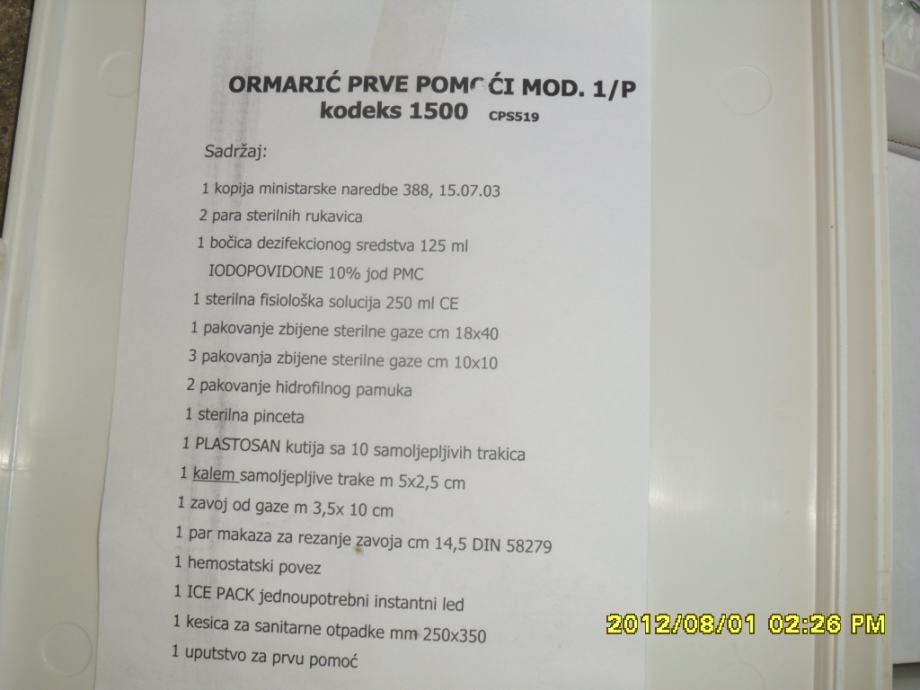 ORMARIĆ PRVE POMOĆI MOD. 1/P
kodeks 1500 CPS519
Sadržaj:
1 kopija ministarske naredbe 388, 15.07.03
2 para sterilnih rukavica
1 bočica dezifekcionog sredstva 125 ml
IODOPOVIDONE 10% jod PMC
1 sterilna fisiološka solucija 250 ml CE
1 pakovanje zbijene sterilne gaze cm 18x40
3 pakovanja zbijene sterilne gaze cm 10x10
2 pakovanje hidrofilnog pamuka
1 sterilna pinceta
1 PLASTOSAN kutija sa 10 samoljepljivih trakica
1 kalem samoljepljive trake m 5x2,5 cm
1 zavoj od gaze m 3,5x 10 cm
1 par makaza za rezanje zavoja cm 14,5 DIN 58279
1 hemostatski povez
1 ICE PACK jednoupotrebni instantni led
1 kesica za sanitarne otpadke mm 250x350
1 uputstvo za prvu pomoć
2012/08/01 02:26 PM